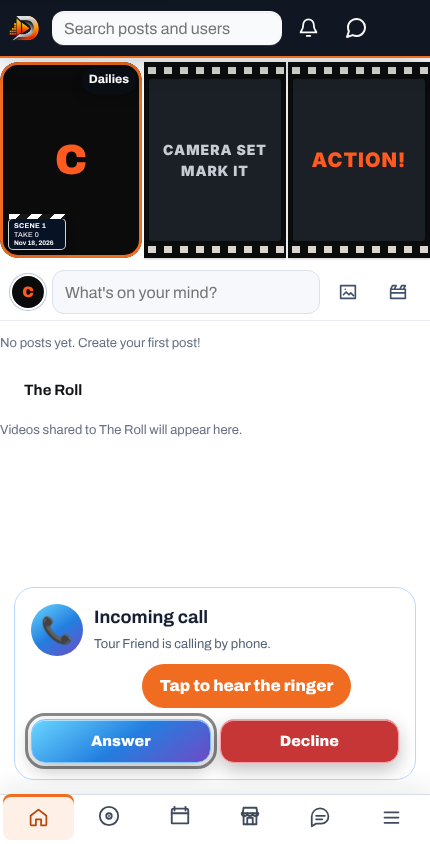 Search posts and users
Dailies
C
SCENE 1
TAKE 0
Nov 18, 2026
CAMERA SET
MARK IT
ACTION!
C
What's on your mind?
No posts yet. Create your first post!
The Roll
Videos shared to The Roll will appear here.
Incoming call
Tour Friend is calling by phone.
Tap to hear the ringer
Answer
Decline